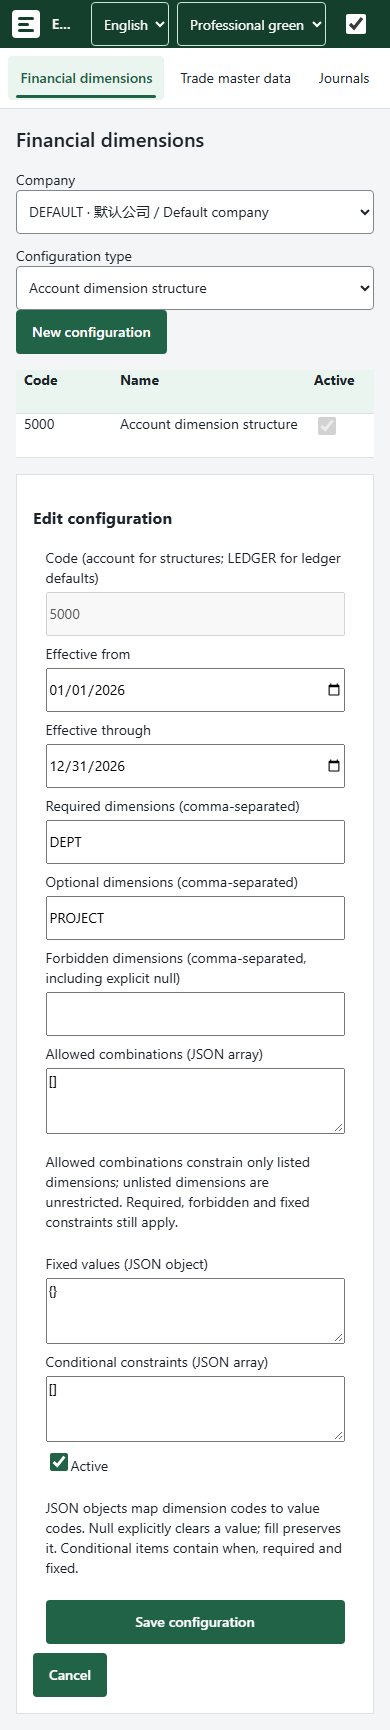 E...
English
Professional green
Financial dimensions
Trade master data
Journals
Financial dimensions
Company
DEFAULT · 默认公司 / Default company
Configuration type
Account dimension structure
New configuration
Code Name Active
5000 Account dimension structure
Edit configuration
Code (account for structures; LEDGER for ledger
defaults)
5000
Effective from
01/01/2026
Effective through
12/31/2026
Required dimensions (comma-separated)
DEPT
Optional dimensions (comma-separated)
PROJECT
Forbidden dimensions (comma-separated,
including explicit null)
Allowed combinations (JSON array)
[]
Allowed combinations constrain only listed
dimensions; unlisted dimensions are
unrestricted. Required, forbidden and fixed
constraints still apply.
Fixed values (JSON object)
{}
Conditional constraints (JSON array)
[]
Active
JSON objects map dimension codes to value
codes. Null explicitly clears a value; fill preserves
it. Conditional items contain when, required and
fixed.
Save configuration
Cancel